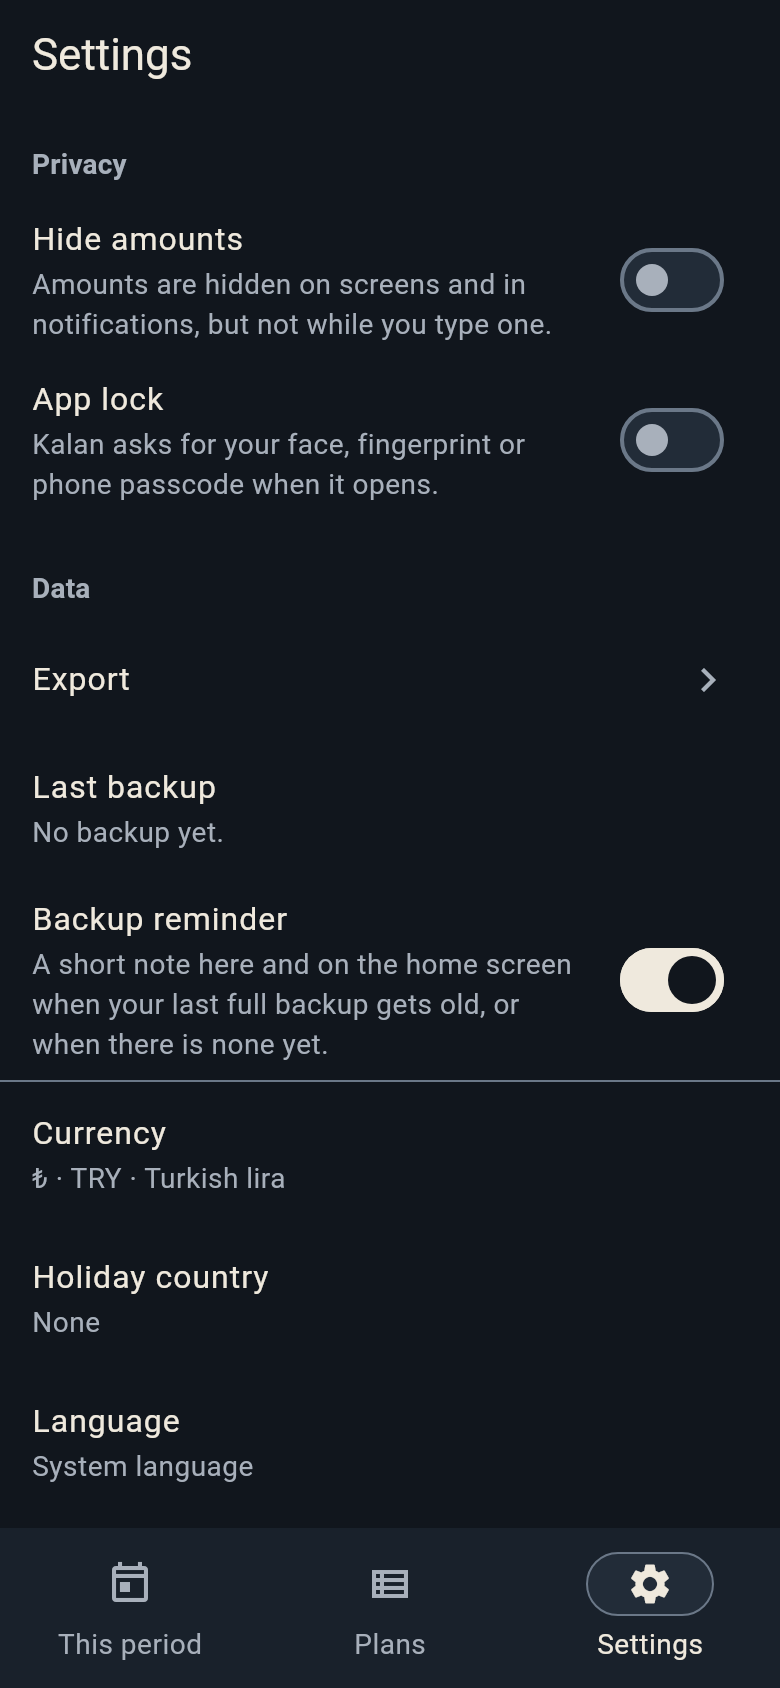 Settings
Privacy
Hide amounts
Amounts are hidden on screens and in
notifications, but not while you type one.
App lock
Kalan asks for your face, fingerprint or
phone passcode when it opens.
Data
Export
Last backup
No backup yet.
Backup reminder
A short note here and on the home screen
when your last full backup gets old, or
when there is none yet.
Currency
₺ · TRY · Turkish lira
Holiday country
None
Language
System language
This period
Plans
Settings